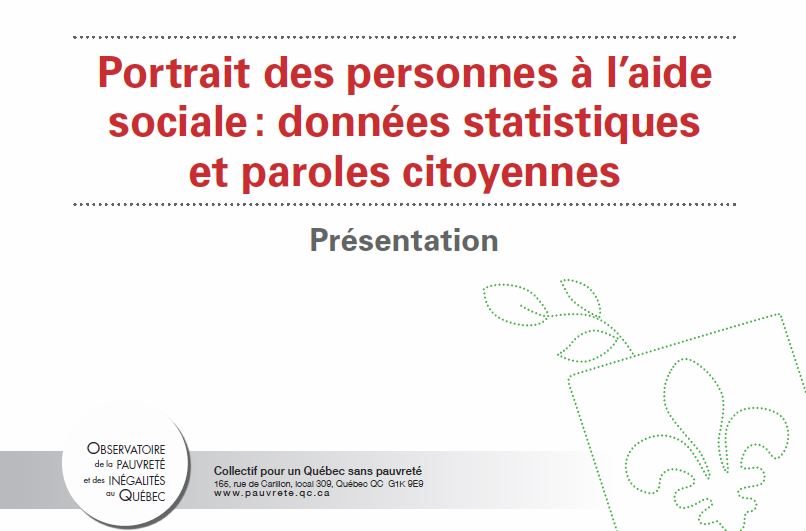 Portrait des personnes à l'aide
sociale : données statistiques
et paroles citoyennes
Présentation
OBSERVATOIRE
de la PAUVRETÉ
et des INÉGALITÉS
au QUÉBEC
Collectif pour un Québec sans pauvreté
165, rue de Carillon, local 309, Québec QC G1K 9E9
www.pauvrete.qc.ca